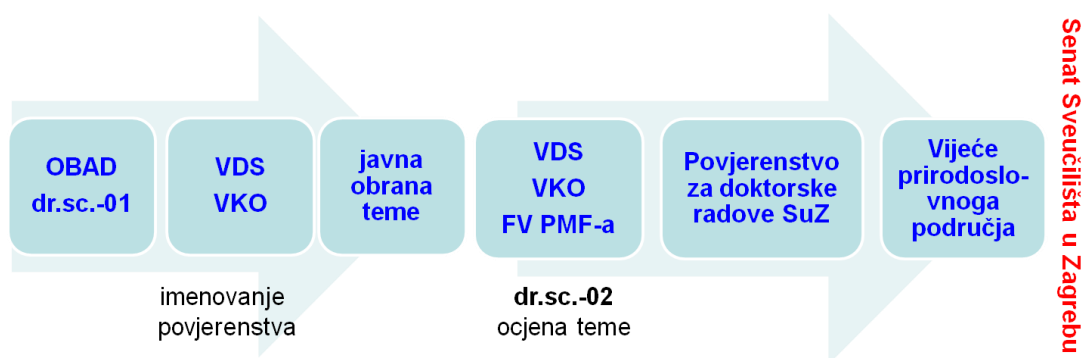 OBAD
dr.sc.-01
VDS
VKO
javna
obrana
teme
VDS
VKO
FV PMF-a
Povjerenstvo
za doktorske
radove SuZ
Vijeće
prirodoslo-
vnoga
područja
imenovanje
povjerenstva
dr.sc.-02
ocjena teme
Senat Sveučilišta u Zagrebu